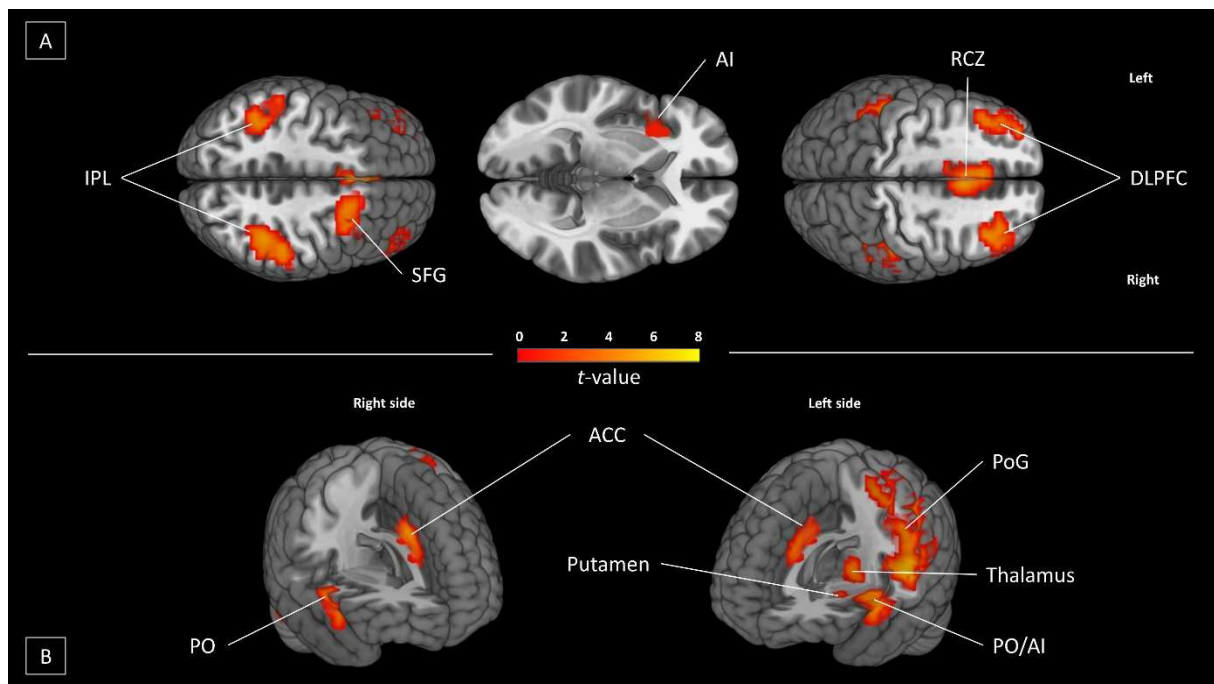 A
AI
RCZ
Left
IPL
DLPFC
SFG
Right
0 2 4 6 8
t-value
Right side
Left side
ACC
PoG
Putamen
Thalamus
PO
PO/AI
B